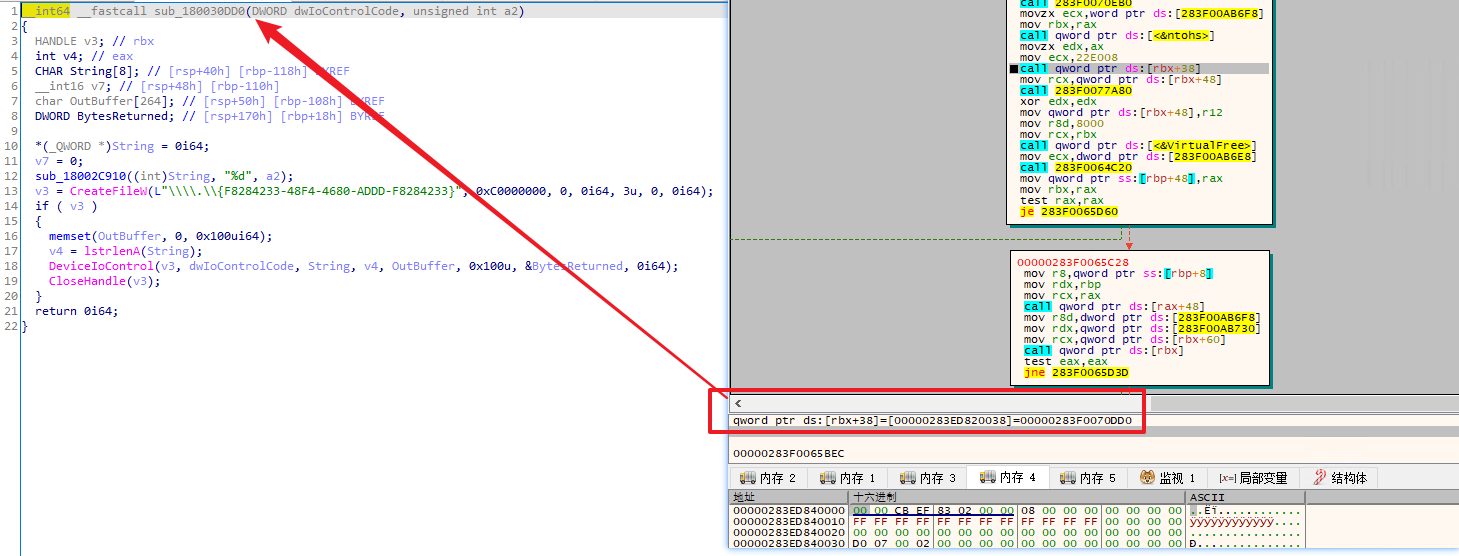 1 __int64 __fastcall sub_180030DD0(DWORD dwIoControlCode, unsigned int a2)
2 {
3 HANDLE v3; // rbx
4 int v4; // eax
5 CHAR String[8]; // [rsp+40h] [rbp-118h] BYREF
6 __int16 v7; // [rsp+48h] [rbp-110h]
7 char OutBuffer[264]; // [rsp+50h] [rbp-108h] BYREF
8 DWORD BytesReturned; // [rsp+170h] [rbp+18h] BYREF
9
10 *(_QWORD *)String = 0i64;
11 v7 = 0;
12 sub_18002C910((int)String, "%d", a2);
13 v3 = CreateFileW(L"\\\\.\\{F8284233-48F4-4680-ADDD-F8284233}", 0xC0000000, 0, 0i64, 3u, 0, 0i64);
14 if ( v3 )
15 {
16 memset(OutBuffer, 0, 0x100ui64);
17 v4 = lstrlenA(String);
18 DeviceIoControl(v3, dwIoControlCode, String, v4, OutBuffer, 0x100u, &BytesReturned, 0i64);
19 CloseHandle(v3);
20 }
21 return 0i64;
22 }
call 283F0070EB0
movzx ecx,word ptr ds:[283F00AB6F8]
mov rbx,rax
call qword ptr ds:[<&ntohs>]
movzx edx,ax
mov ecx,22E008
call qword ptr ds:[rbx+38]
mov rcx,qword ptr ds:[rbx+48]
call 283F0077A80
xor edx,edx
mov qword ptr ds:[rbx+48],r12
mov r8d,8000
mov rcx,rbx
call qword ptr ds:[<&VirtualFree>]
mov ecx,dword ptr ds:[283F00AB6E8]
call 283F0064C20
mov qword ptr ss:[rbp+48],rax
mov rbx,rax
test rax,rax
je 283F0065D60
00000283F0065C28
mov r8,qword ptr ss:[rbp+8]
mov rdx,rbp
mov rcx,rax
call qword ptr ds:[rax+48]
mov r8d,dword ptr ds:[283F00AB6F8]
mov rdx,qword ptr ds:[283F00AB730]
mov rcx,qword ptr ds:[rbx+60]
call qword ptr ds:[rbx]
test eax,eax
jne 283F0065D3D
<
qword ptr ds:[rbx+38]=[00000283ED820038]=00000283F0070DD0
00000283F0065BEC
内存 2 内存 1 内存 3 内存 4 内存 5 监视 1 [x=] 局部变量 结构体
地址 十六进制 ASCII
00000283ED840000 00 00 CB EF 83 02 00 00 08 00 00 00 00 00 00 00 ..Ëï............
00000283ED840010 FF FF FF FF FF FF FF FF FF FF FF FF 00 00 00 00 ÿÿÿÿÿÿÿÿÿÿÿÿ....
00000283ED840020 00 00 00 00 00 00 00 00 00 00 00 00 00 00 00 00 ................
00000283ED840030 D0 07 00 02 00 00 00 00 00 00 00 00 00 00 00 00 Ð...............